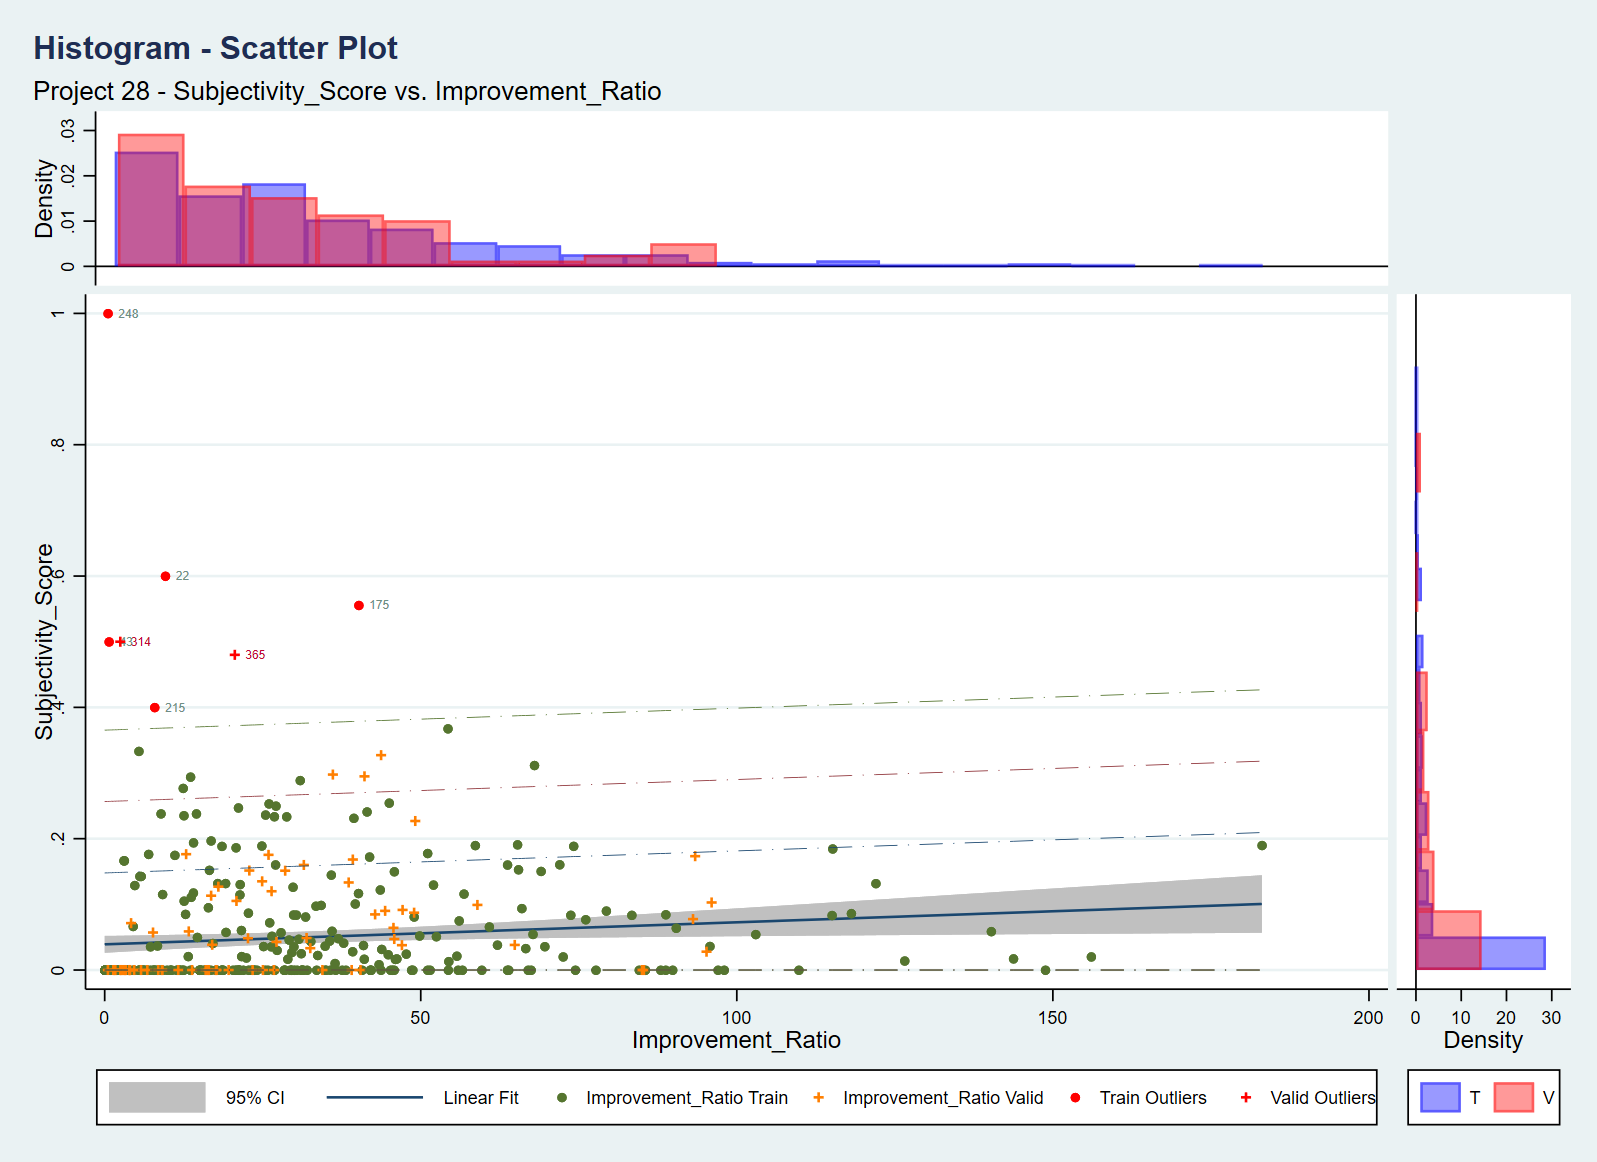 Histogram - Scatter Plot
Project 28 - Subjectivity_Score vs. Improvement_Ratio
Density
0 .01 .02 .03
Subjectivity_Score
0 .2 .4 .6 .8 1
248
22
175
314
365
215
0 50 100 150 200
Improvement_Ratio
0 10 20 30
Density
95% CI Linear Fit Improvement_Ratio Train Improvement_Ratio Valid Train Outliers Valid Outliers
T V